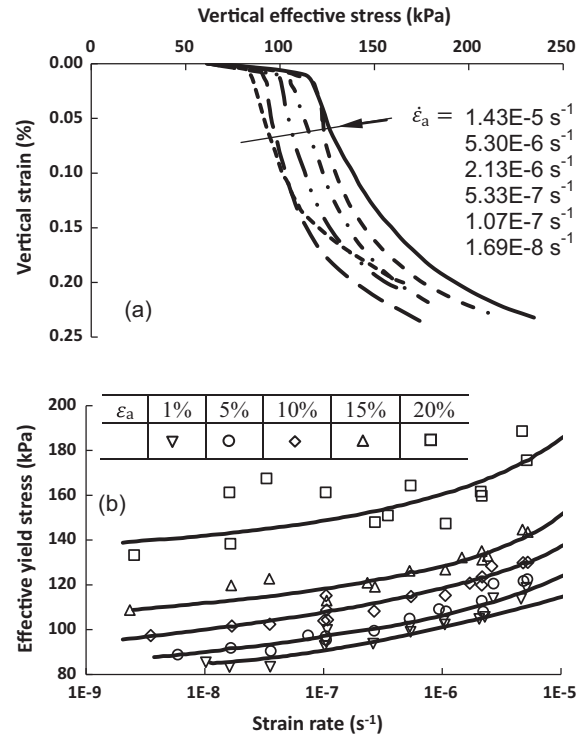 Vertical effective stress (kPa)
0 50 100 150 200 250
0.00
0.05
0.10
0.15
0.20
0.25
Vertical strain (%)
ε̇a = 1.43E-5 s-1
5.30E-6 s-1
2.13E-6 s-1
5.33E-7 s-1
1.07E-7 s-1
1.69E-8 s-1
(a)
200
180
160
140
120
100
80
Effective yield stress (kPa)
εa 1% 5% 10% 15% 20%
(b)
1E-9 1E-8 1E-7 1E-6 1E-5
Strain rate (s-1)